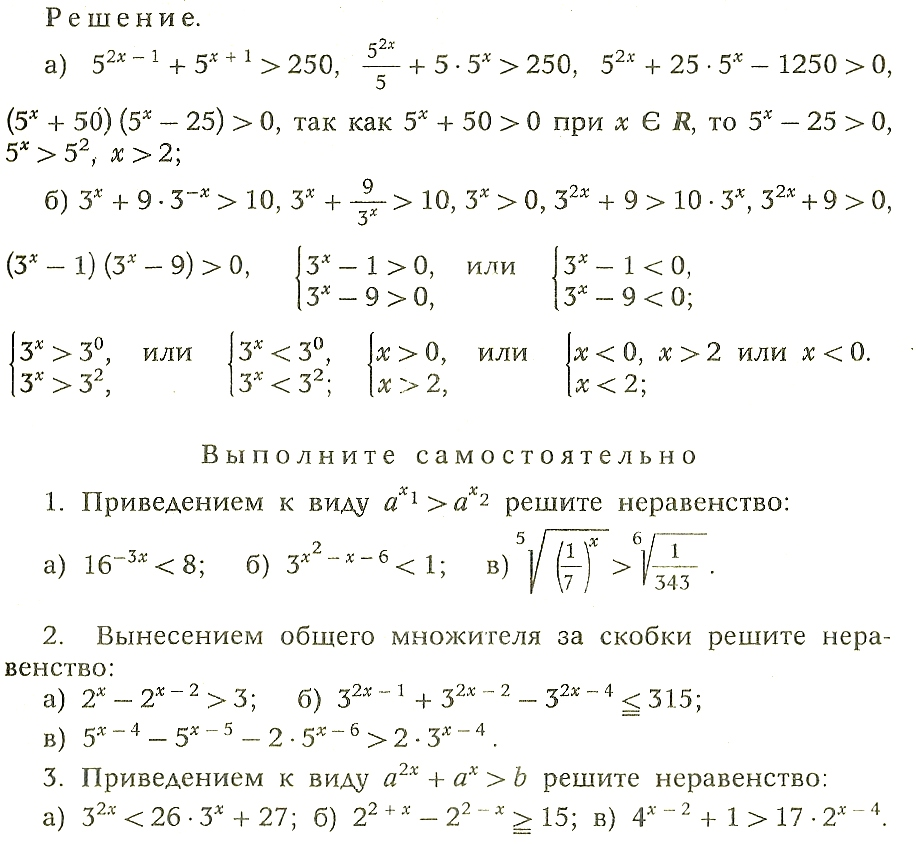 Решение.
а) 5^{2x – 1} + 5^{x + 1} > 250, \frac{5^{2x}}{5} + 5 · 5^x > 250, 5^{2x} + 25 · 5^x – 1250 > 0,
(5^x + 50) (5^x – 25) > 0, так как 5^x + 50 > 0 при x Є R, то 5^x – 25 > 0,
5^x > 5^2, x > 2;
б) 3^x + 9 · 3^{–x} > 10, 3^x + \frac{9}{3^x} > 10, 3^x > 0, 3^{2x} + 9 > 10 · 3^x, 3^{2x} + 9 > 0,
(3^x – 1) (3^x – 9) > 0, { 3^x – 1 > 0, 3^x – 9 > 0, или { 3^x – 1 < 0, 3^x – 9 < 0;
{ 3^x > 3^0, 3^x > 3^2, или { 3^x < 3^0, 3^x < 3^2; { x > 0, x > 2, или { x < 0, x < 2; x > 2 или x < 0.
Выполните самостоятельно
1. Приведением к виду a^{x_1} > a^{x_2} решите неравенство:
а) 16^{–3x} < 8; б) 3^{x^2 – x – 6} < 1; в) \sqrt[5]{(\frac{1}{7})^x} > \sqrt[6]{\frac{1}{343}} .
2. Вынесением общего множителя за скобки решите нера-
венство:
а) 2^x – 2^{x – 2} > 3; б) 3^{2x – 1} + 3^{2x – 2} – 3^{2x – 4} ≦ 315;
в) 5^{x – 4} – 5^{x – 5} – 2 · 5^{x – 6} > 2 · 3^{x – 4} .
3. Приведением к виду a^{2x} + a^x > b решите неравенство:
а) 3^{2x} < 26 · 3^x + 27; б) 2^{2 + x} – 2^{2 – x} ≧ 15; в) 4^{x – 2} + 1 > 17 · 2^{x – 4}.